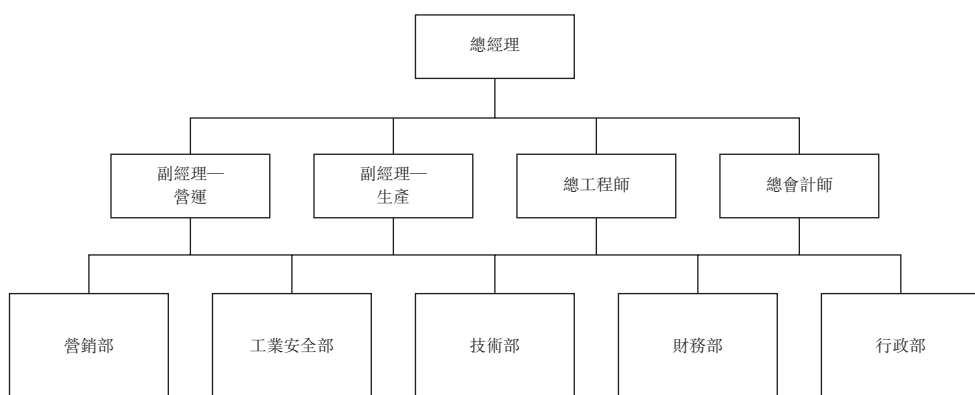 總經理
副經理—
營運
副經理—
生產
總工程師
總會計師
營銷部
工業安全部
技術部
財務部
行政部